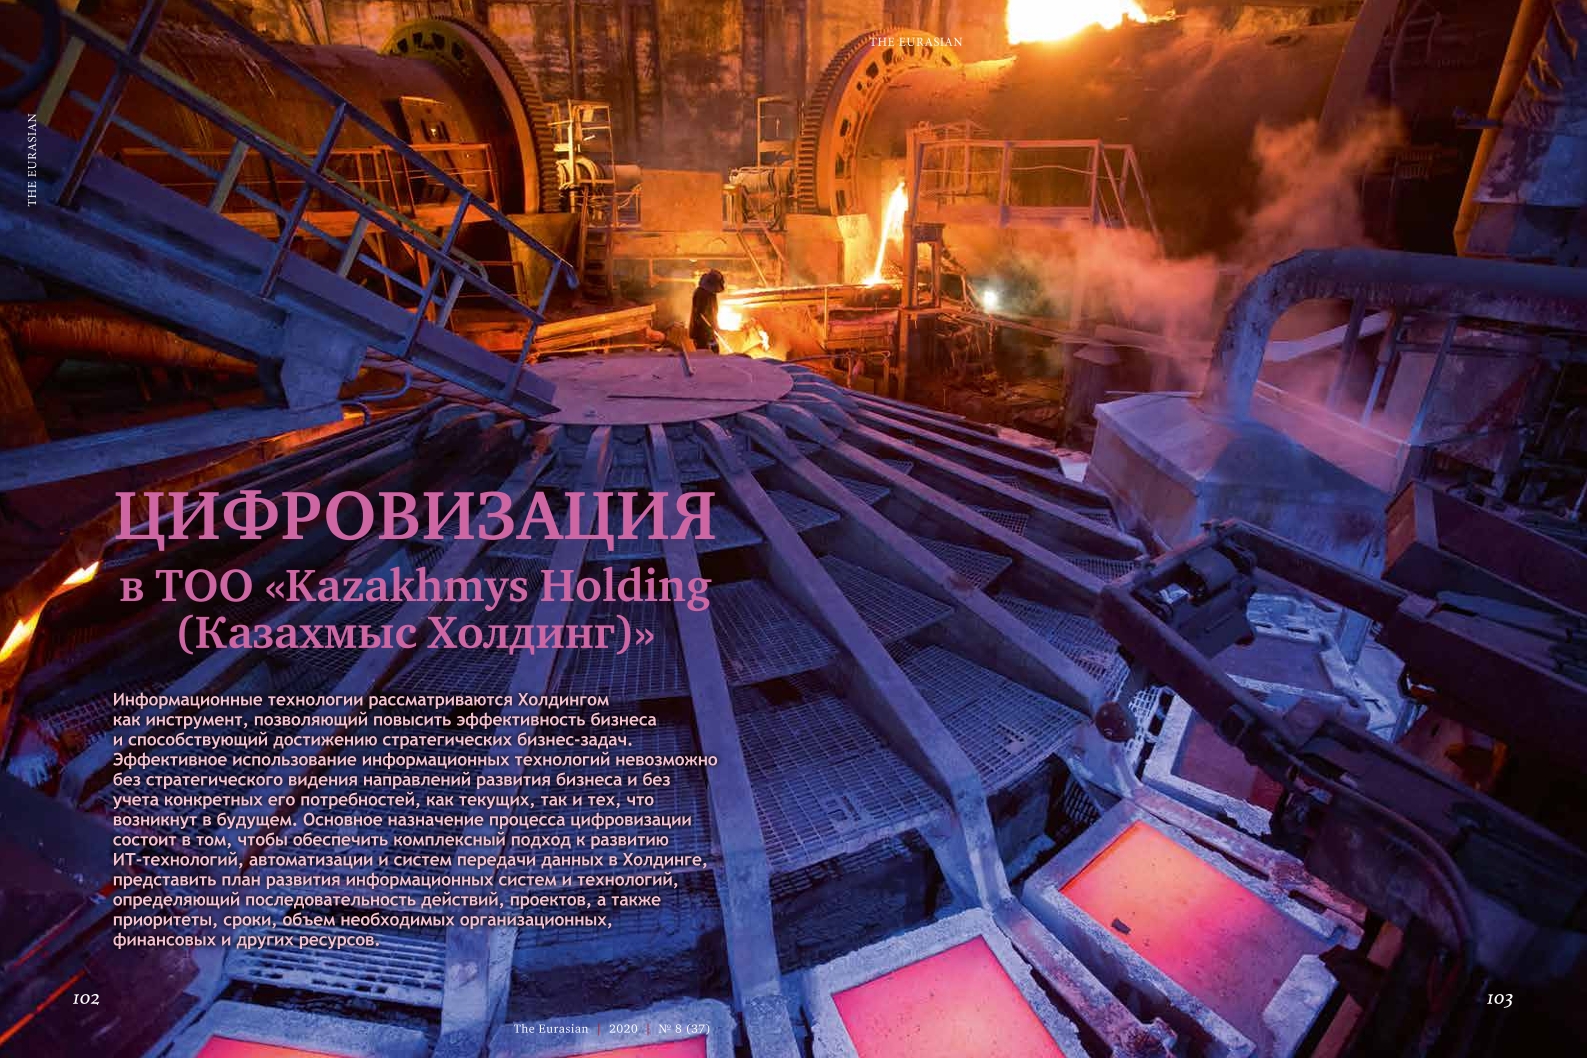 THE EURASIAN
THE EURASIAN
ЦИФРОВИЗАЦИЯ
в ТОО «Kazakhmys Holding
(Казахмыс Холдинг)»
Информационные технологии рассматриваются Холдингом
как инструмент, позволяющий повысить эффективность бизнеса
и способствующий достижению стратегических бизнес-задач.
Эффективное использование информационных технологий невозможно
без стратегического видения направлений развития бизнеса и без
учета конкретных его потребностей, как текущих, так и тех, что
возникнут в будущем. Основное назначение процесса цифровизации
состоит в том, чтобы обеспечить комплексный подход к развитию
ИТ-технологий, автоматизации и систем передачи данных в Холдинге,
представить план развития информационных систем и технологий,
определяющий последовательность действий, проектов, а также
приоритеты, сроки, объем необходимых организационных,
финансовых и других ресурсов.
102
The Eurasian | 2020 | № 8 (37)
103